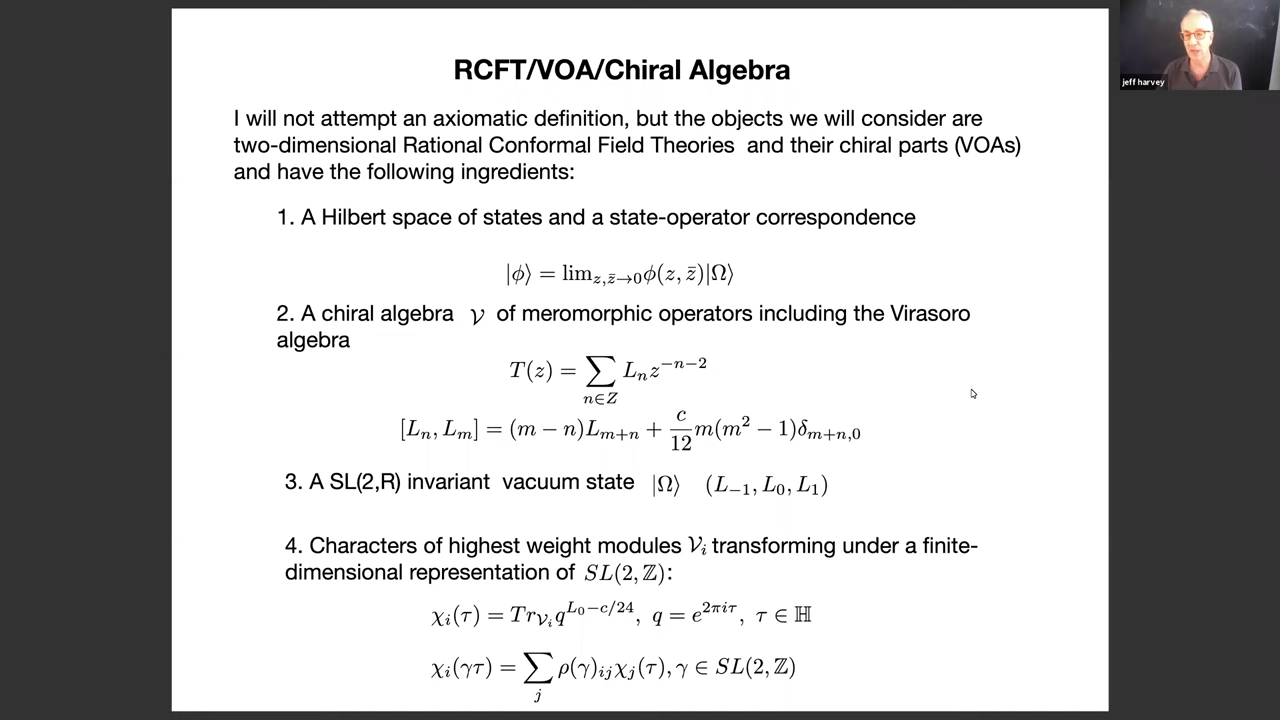 RCFT/VOA/Chiral Algebra
jeff harvey
I will not attempt an axiomatic definition, but the objects we will consider are
two-dimensional Rational Conformal Field Theories and their chiral parts (VOAs)
and have the following ingredients:
1. A Hilbert space of states and a state-operator correspondence
|ϕ⟩ = lim_{z,z̄→0} ϕ(z, z̄)|Ω⟩
2. A chiral algebra 𝒱 of meromorphic operators including the Virasoro
algebra
T(z) = ∑_{n∈Z} L_n z^{−n−2}
[L_n, L_m] = (m − n)L_{m+n} + \frac{c}{12} m(m^2 − 1)δ_{m+n,0}
3. A SL(2,R) invariant vacuum state |Ω⟩ (L_{−1}, L_0, L_1)
4. Characters of highest weight modules 𝒱_i transforming under a finite-
dimensional representation of SL(2, ℤ):
χ_i(τ) = Tr_{𝒱_i} q^{L_0−c/24}, q = e^{2πiτ}, τ ∈ ℍ
χ_i(γτ) = ∑_j ρ(γ)_{ij} χ_j(τ), γ ∈ SL(2, ℤ)